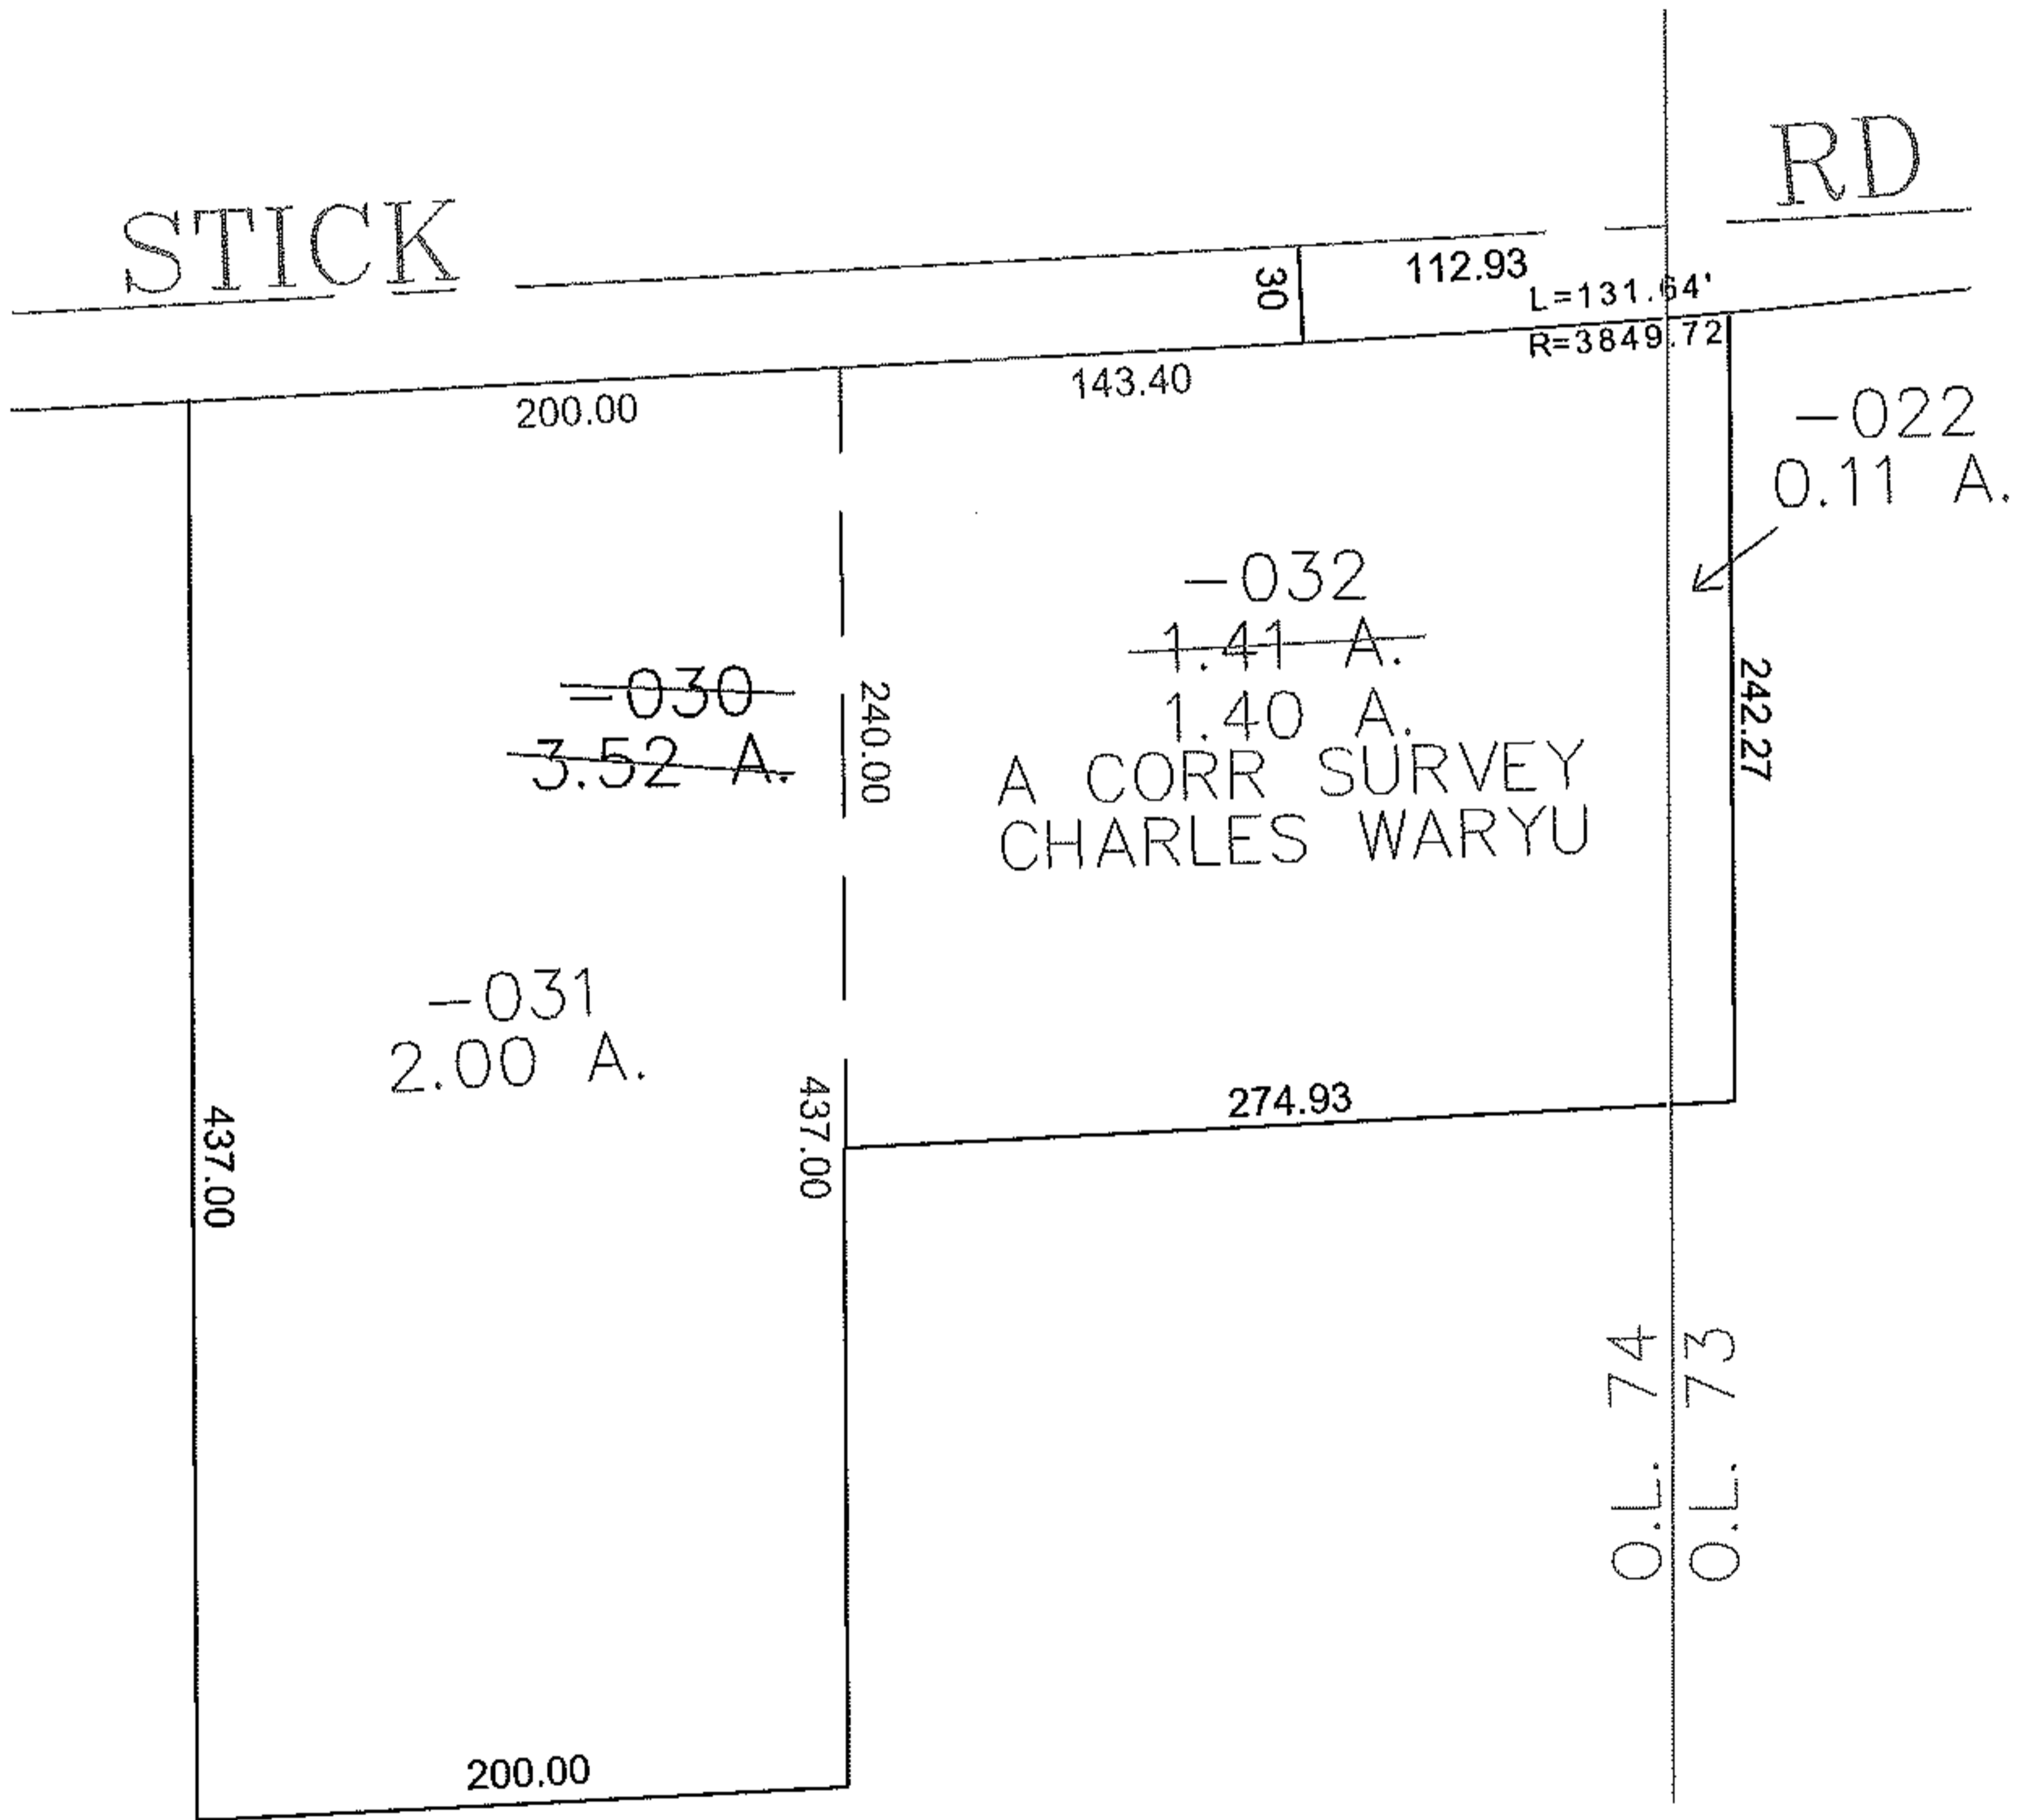 STICK
RD
112.93
30
L=131.64'
R=3849.72
143.40
200.00
-022
0.11 A.
-032
1.41 A.
1.40 A.
A CORR SURVEY
CHARLES WARYU
-030
3.52 A.
240.00
242.27
-031
2.00 A.
437.00
437.00
274.93
O.L. 74
O.L. 73
200.00